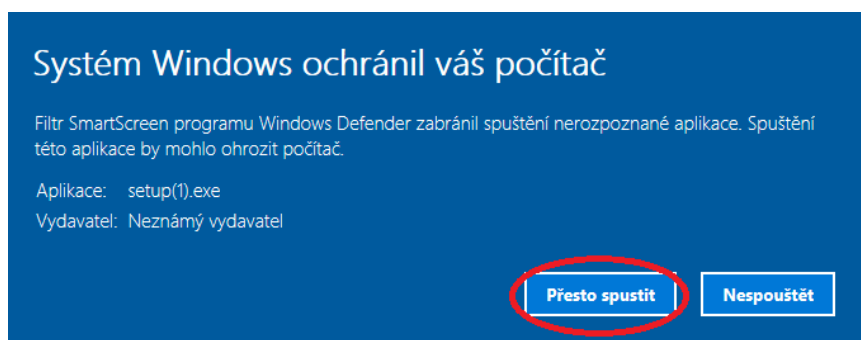 Systém Windows ochránil váš počítač
Filtr SmartScreen programu Windows Defender zabránil spuštění nerozpoznané aplikace. Spuštění
této aplikace by mohlo ohrozit počítač.
Aplikace: setup(1).exe
Vydavatel: Neznámý vydavatel
Přesto spustit Nespouštět